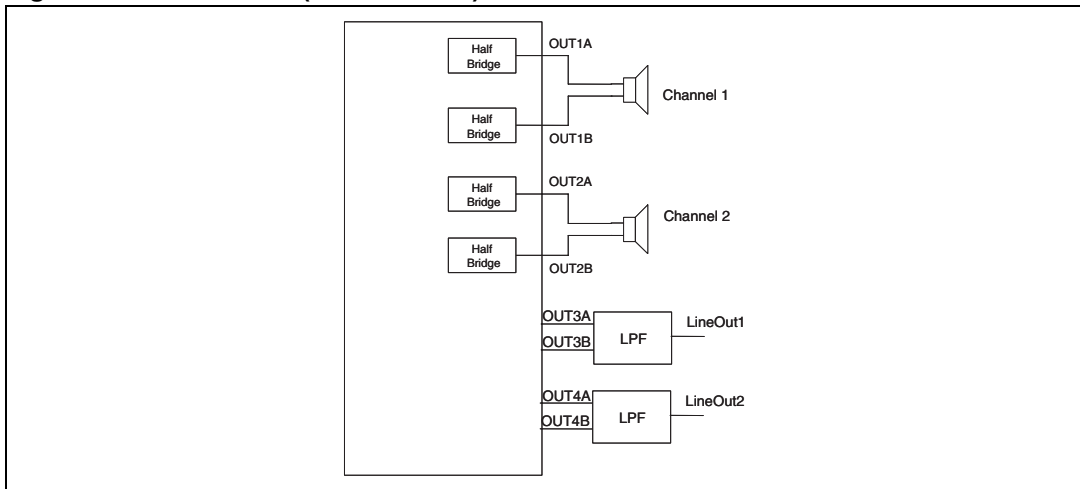 Half
Bridge
OUT1A
Channel 1
Half
Bridge
OUT1B
Half
Bridge
OUT2A
Channel 2
Half
Bridge
OUT2B
OUT3A
OUT3B
LPF
LineOut1
OUT4A
OUT4B
LPF
LineOut2